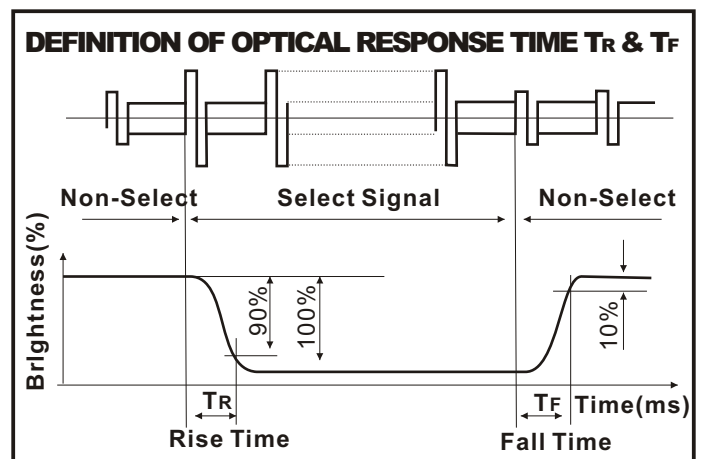 DEFINITION OF OPTICAL RESPONSE TIME TR & TF
Non-Select Select Signal Non-Select
Brightness(%)
90%
100%
10%
TR TF Time(ms)
Rise Time Fall Time